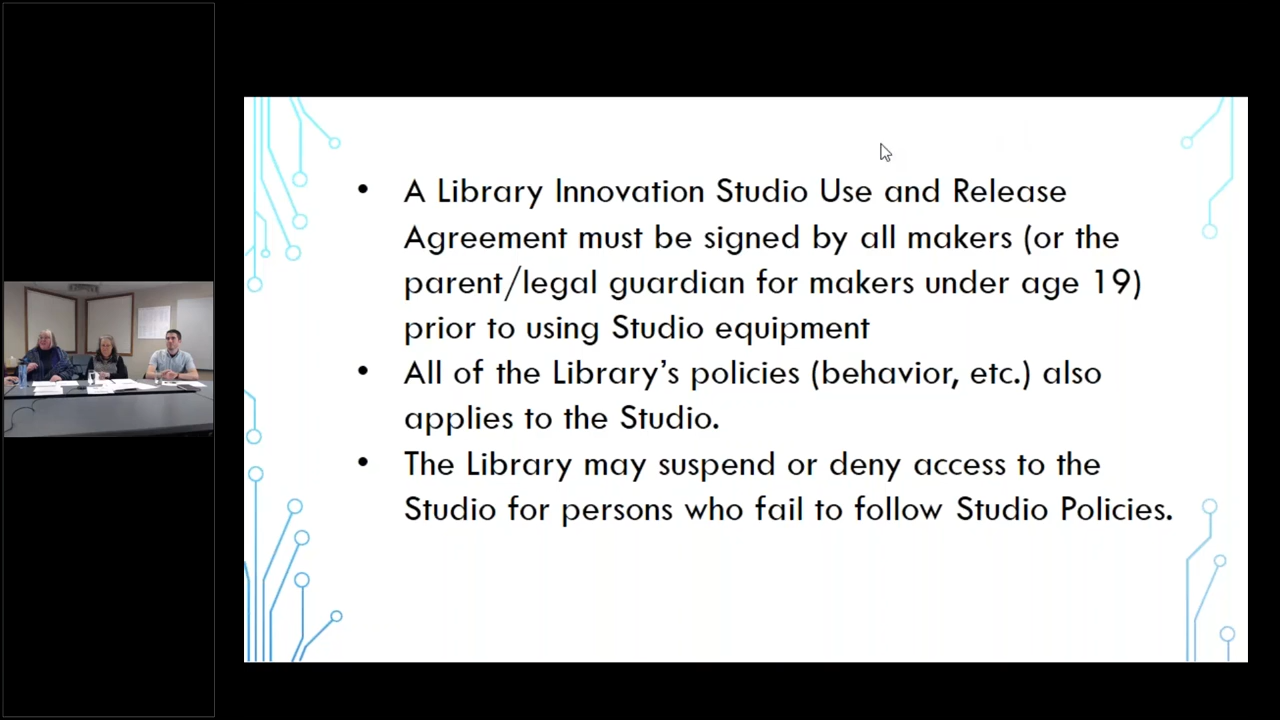 • A Library Innovation Studio Use and Release
Agreement must be signed by all makers (or the
parent/legal guardian for makers under age 19)
prior to using Studio equipment
• All of the Library’s policies (behavior, etc.) also
applies to the Studio.
• The Library may suspend or deny access to the
Studio for persons who fail to follow Studio Policies.